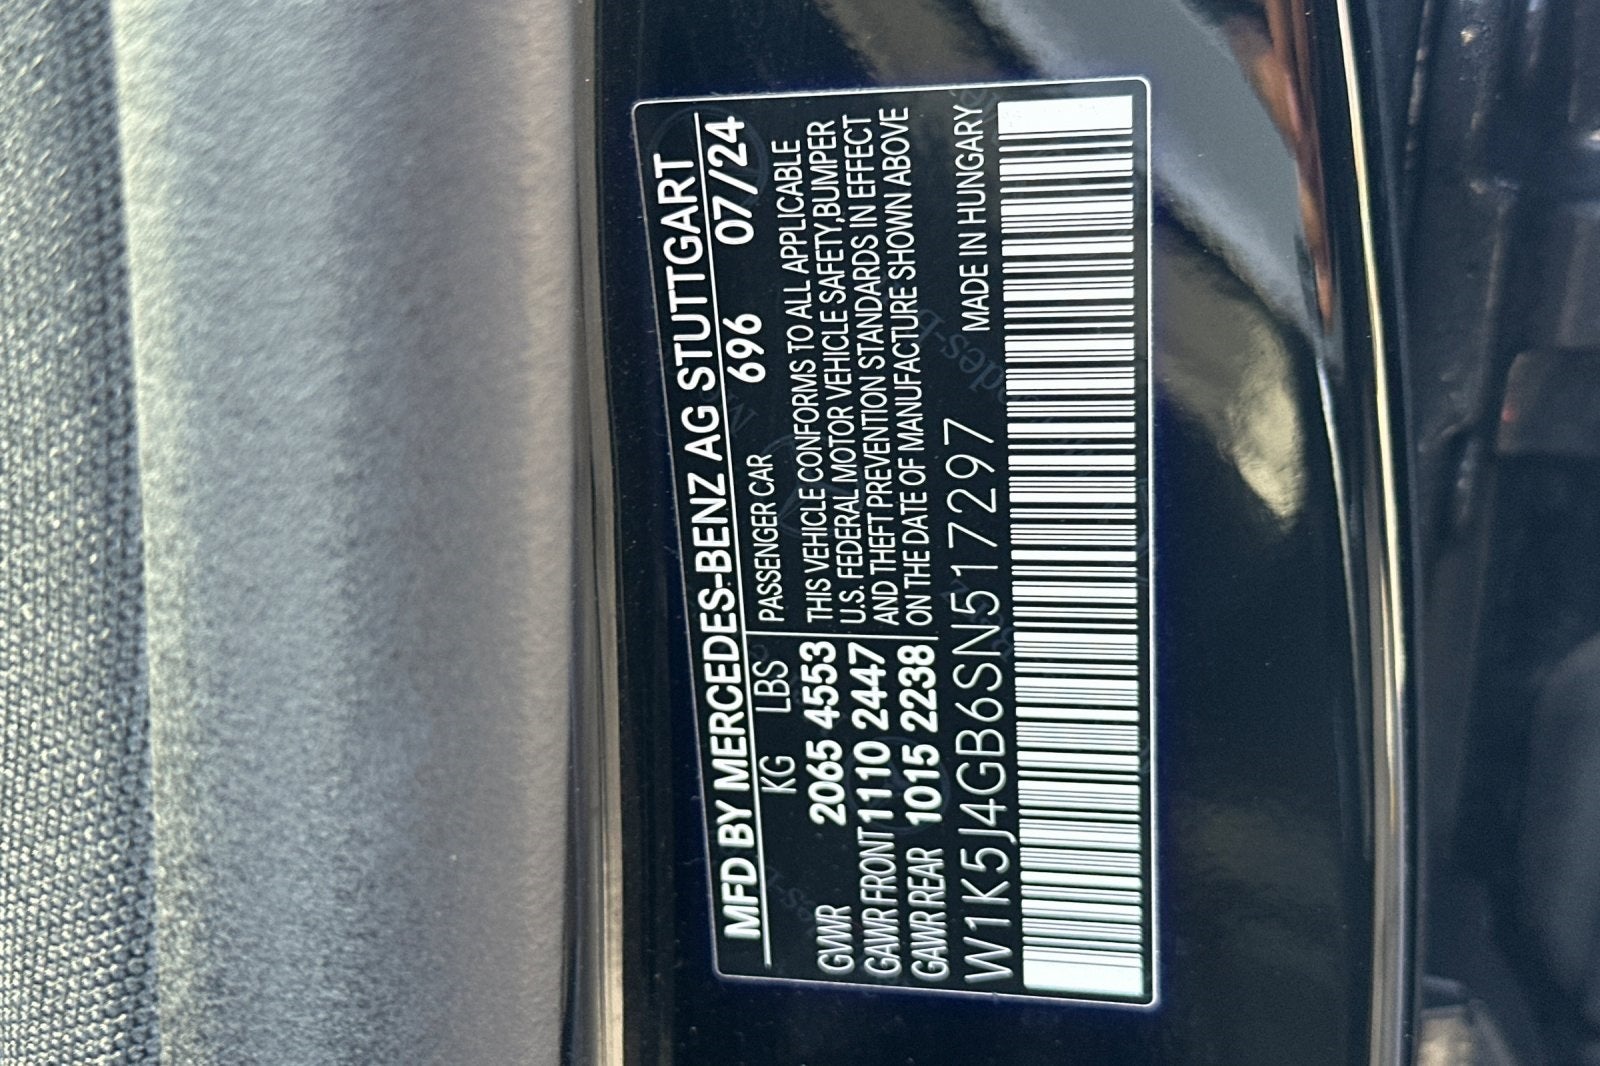 MFD BY MERCEDES-BENZ AG STUTTGART
696 07/24
KG LBS PASSENGER CAR
GVWR 2065 4553
GAWR FRONT 1110 2447
GAWR REAR 1015 2238
THIS VEHICLE CONFORMS TO ALL APPLICABLE
U.S. FEDERAL MOTOR VEHICLE SAFETY, BUMPER
AND THEFT PREVENTION STANDARDS IN EFFECT
ON THE DATE OF MANUFACTURE SHOWN ABOVE
W1K5J4GB6SN517297 MADE IN HUNGARY